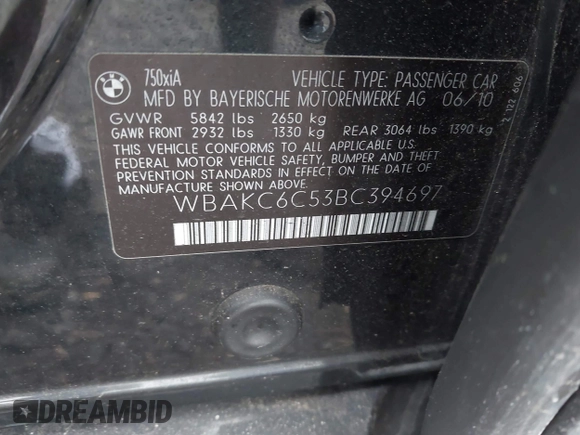 BMW
750xiA VEHICLE TYPE: PASSENGER CAR
MFD BY BAYERISCHE MOTORENWERKE AG 06/10
GVWR 5842 lbs 2650 kg
GAWR FRONT 2932 lbs 1330 kg REAR 3064 lbs 1390 kg
THIS VEHICLE CONFORMS TO ALL APPLICABLE U.S.
FEDERAL MOTOR VEHICLE SAFETY, BUMPER AND THEFT
PREVENTION STANDARDS IN EFFECT ON THE DATE OF
MANUFACTURE SHOWN ABOVE.
WBAKC6C53BC394697
DREAMBID